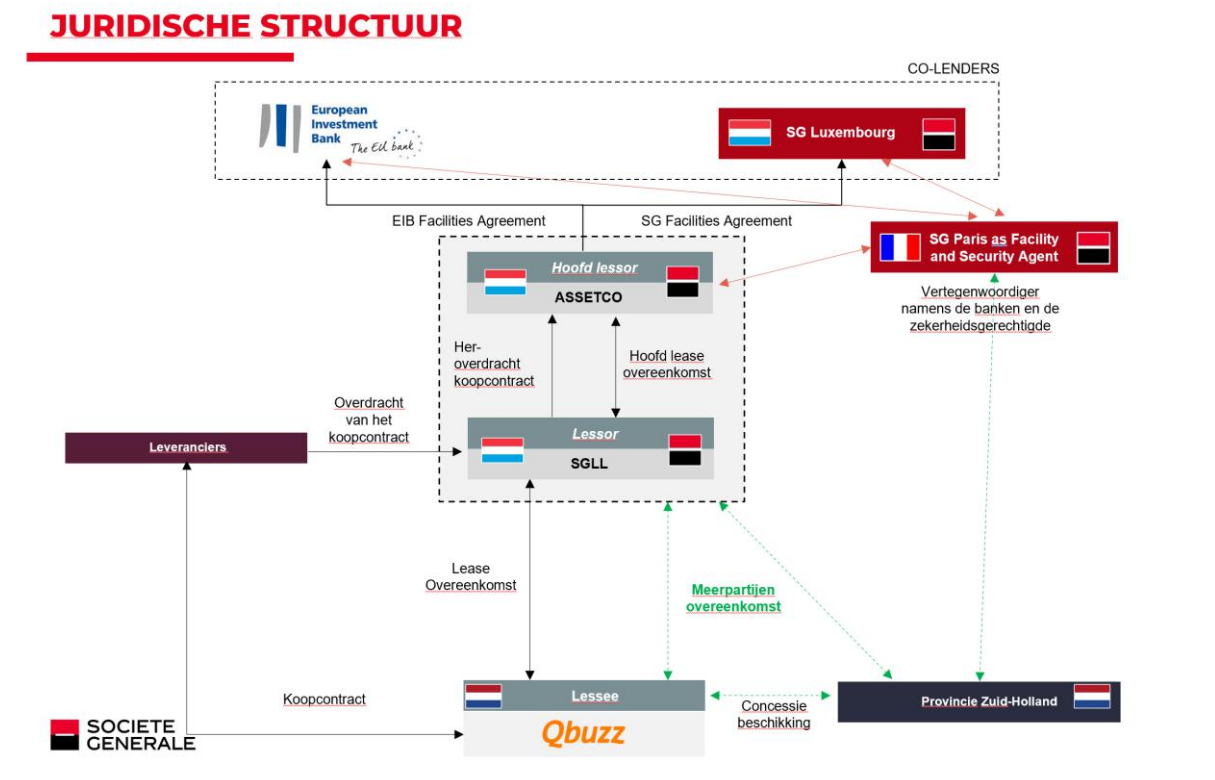 JURIDISCHE STRUCTUUR
CO-LENDERS
European
Investment
Bank
The EU bank
SG Luxembourg
EIB Facilities Agreement
SG Facilities Agreement
SG Paris as Facility
and Security Agent
Hoofd lessor
ASSETCO
Vertegenwoordiger
namens de banken en de
zekerheidsgerechtigde
Her-
overdracht
koopcontract
Hoofd lease
overeenkomst
Overdracht
van het
koopcontract
Leveranciers
Lessor
SGLL
Lease
Overeenkomst
Meerpartijen
overeenkomst
Koopcontract
Lessee
Qbuzz
Concessie
beschikking
Provincie Zuid-Holland
SOCIETE
GENERALE